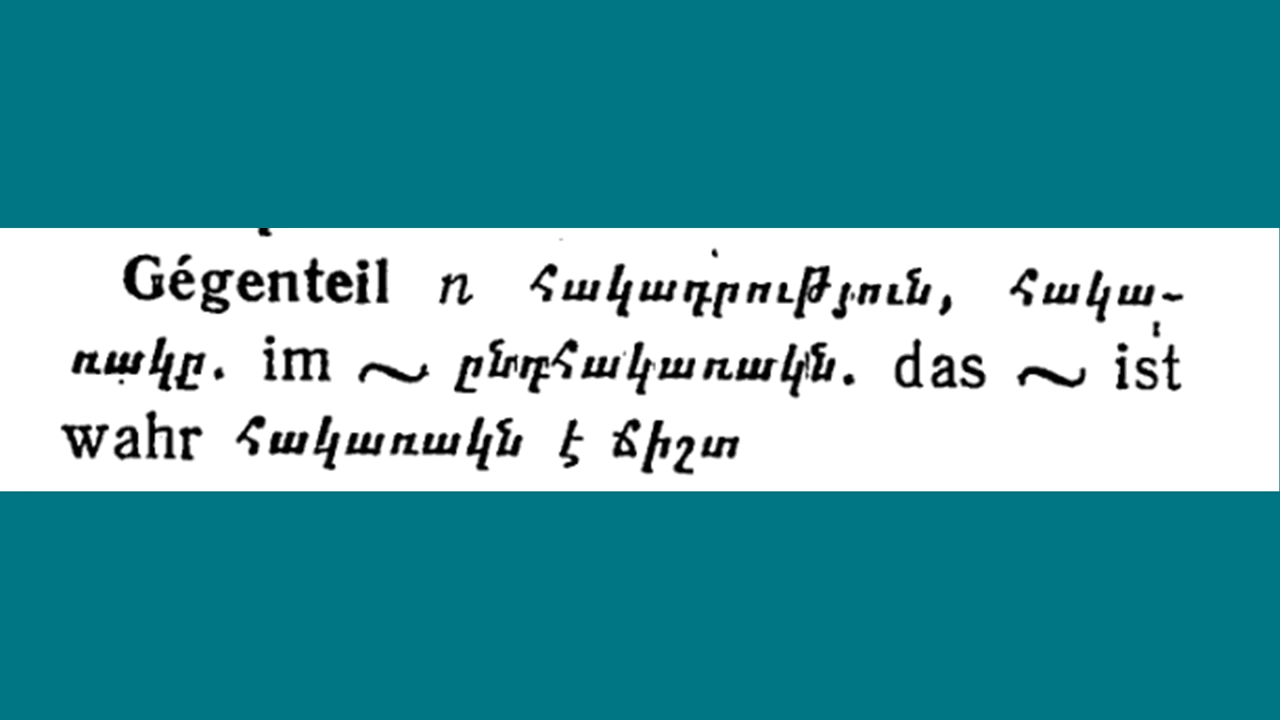 Gégenteil n հակադրություն, հակա-
ռակը. im ~ ընդհակառակն. das ~ ist
wahr հակառակն է ճիշտ